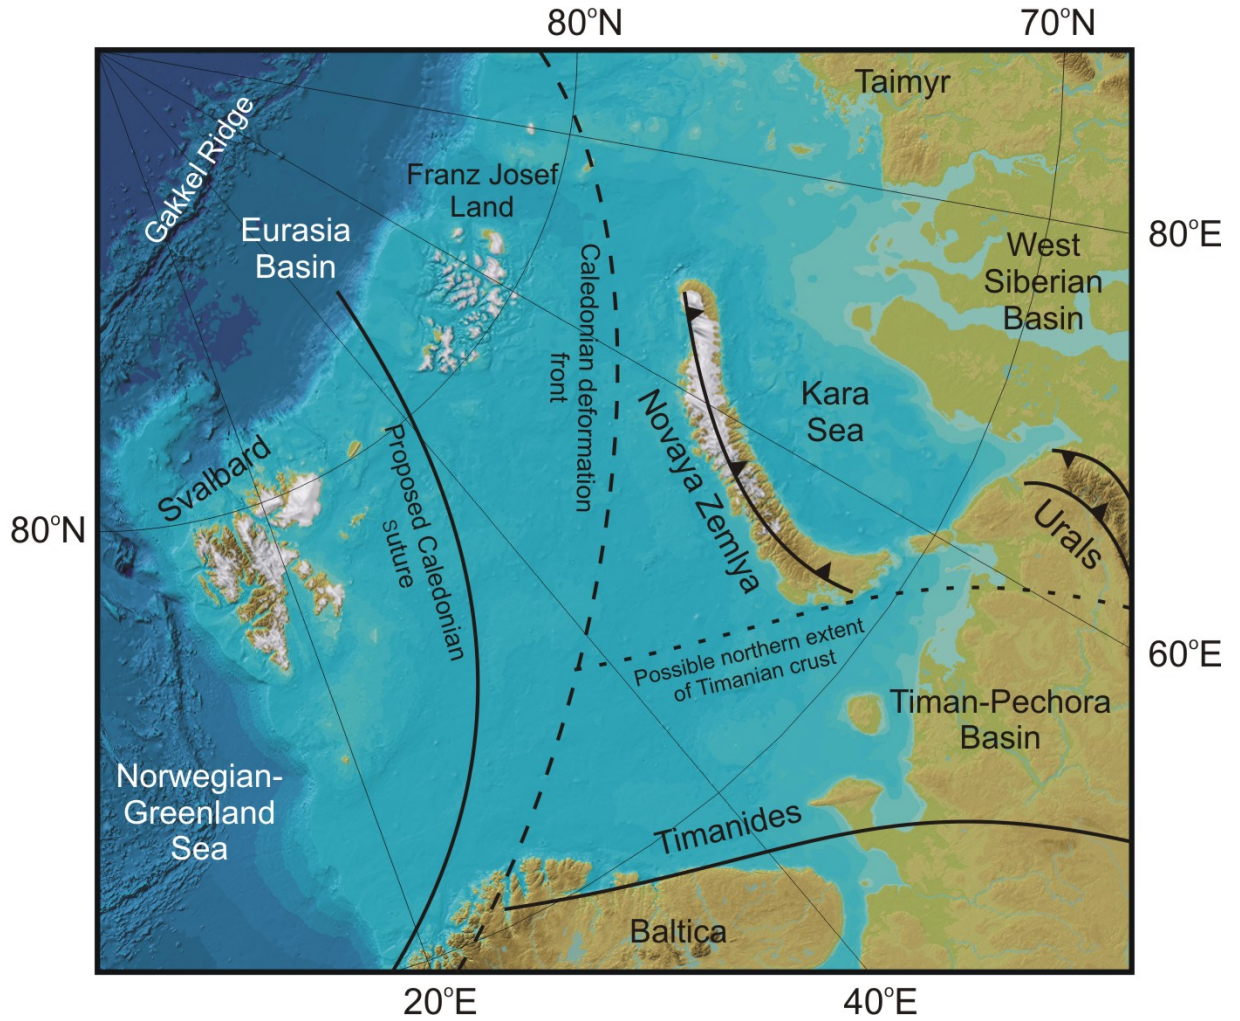 80°N
70°N
Taimyr
Gakkel Ridge
Franz Josef
Land
Eurasia
Basin
80°E
West
Siberian
Basin
Caledonian deformation
front
Kara
Sea
Novaya Zemlya
Proposed Caledonian
suture
Svalbard
80°N
Urals
Possible northern extent
of Timanian crust
60°E
Timan-Pechora
Basin
Norwegian-
Greenland
Sea
Timanides
Baltica
20°E
40°E